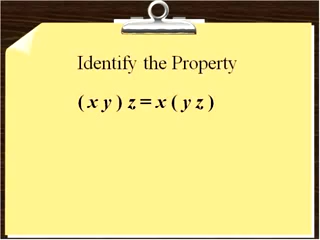 Identify the Property
( x y ) z = x ( y z )